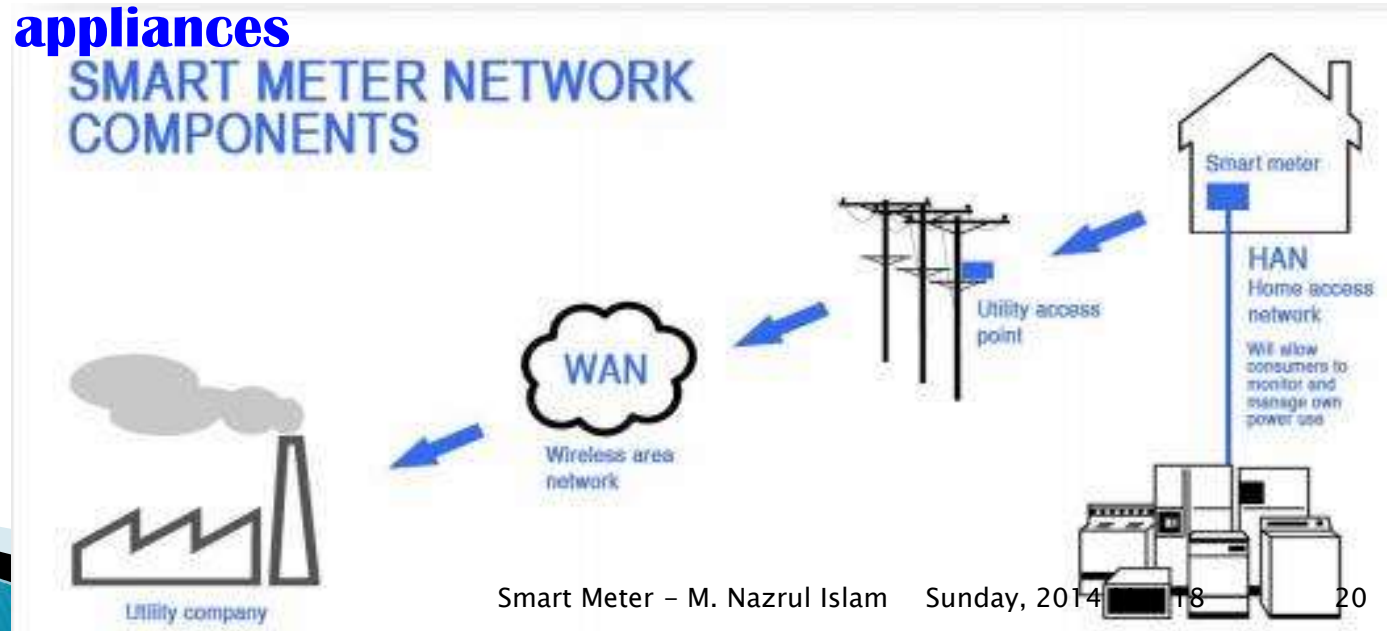 appliances
SMART METER NETWORK
COMPONENTS
Smart meter
HAN
Home access
network
Will allow
consumers to
monitor and
manage own
power use
Utility access
point
WAN
Wireless area
network
Utility company
Smart Meter – M. Nazrul Islam Sunday, 2014 18 20